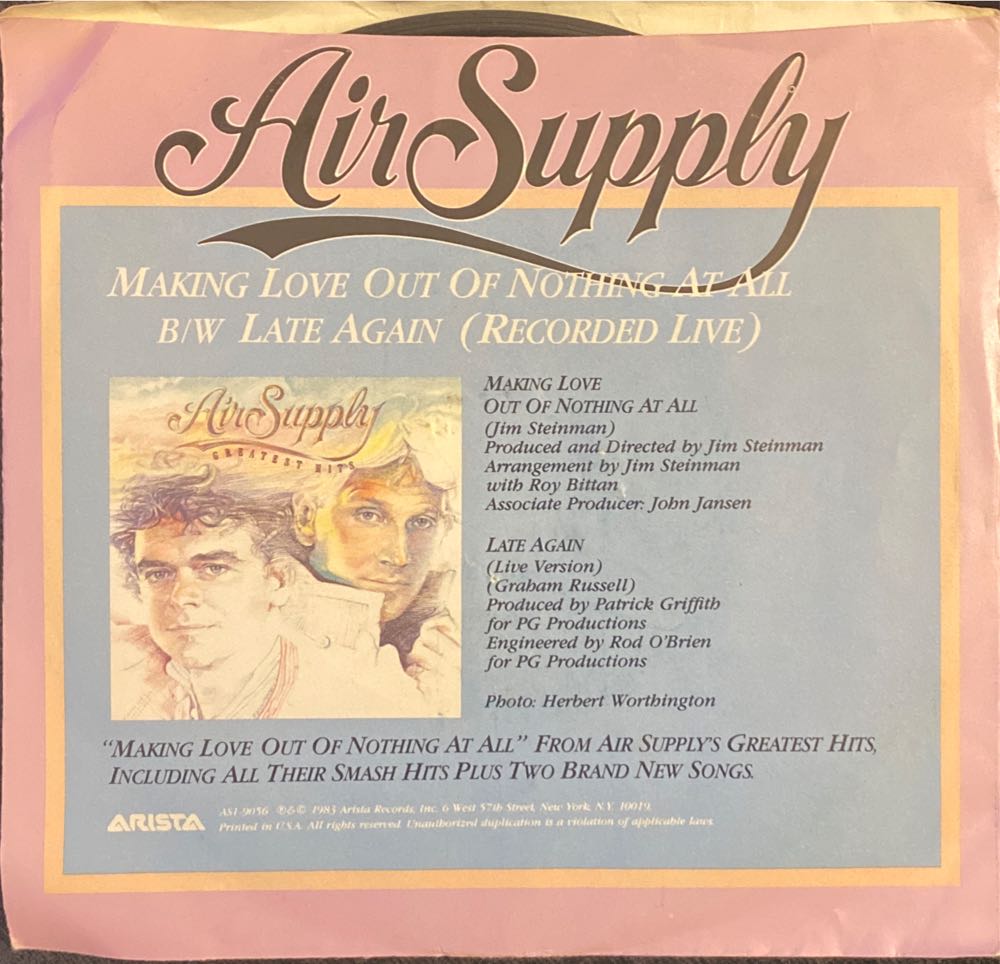 Air Supply
MAKING LOVE OUT OF NOTHING AT ALL
B/W LATE AGAIN (RECORDED LIVE)
Air Supply
GREATEST HITS
MAKING LOVE
OUT OF NOTHING AT ALL
(Jim Steinman)
Produced and Directed by Jim Steinman
Arrangement by Jim Steinman
with Roy Bittan
Associate Producer: John Jansen
LATE AGAIN
(Live Version)
(Graham Russell)
Produced by Patrick Griffith
for PG Productions
Engineered by Rod O'Brien
for PG Productions
Photo: Herbert Worthington
"MAKING LOVE OUT OF NOTHING AT ALL" FROM AIR SUPPLY'S GREATEST HITS,
INCLUDING ALL THEIR SMASH HITS PLUS TWO BRAND NEW SONGS.
ARISTA
AS1-9056 ℗&© 1983 Arista Records, Inc. 6 West 57th Street, New York, N.Y. 10019.
Printed in U.S.A. All rights reserved. Unauthorized duplication is a violation of applicable laws.